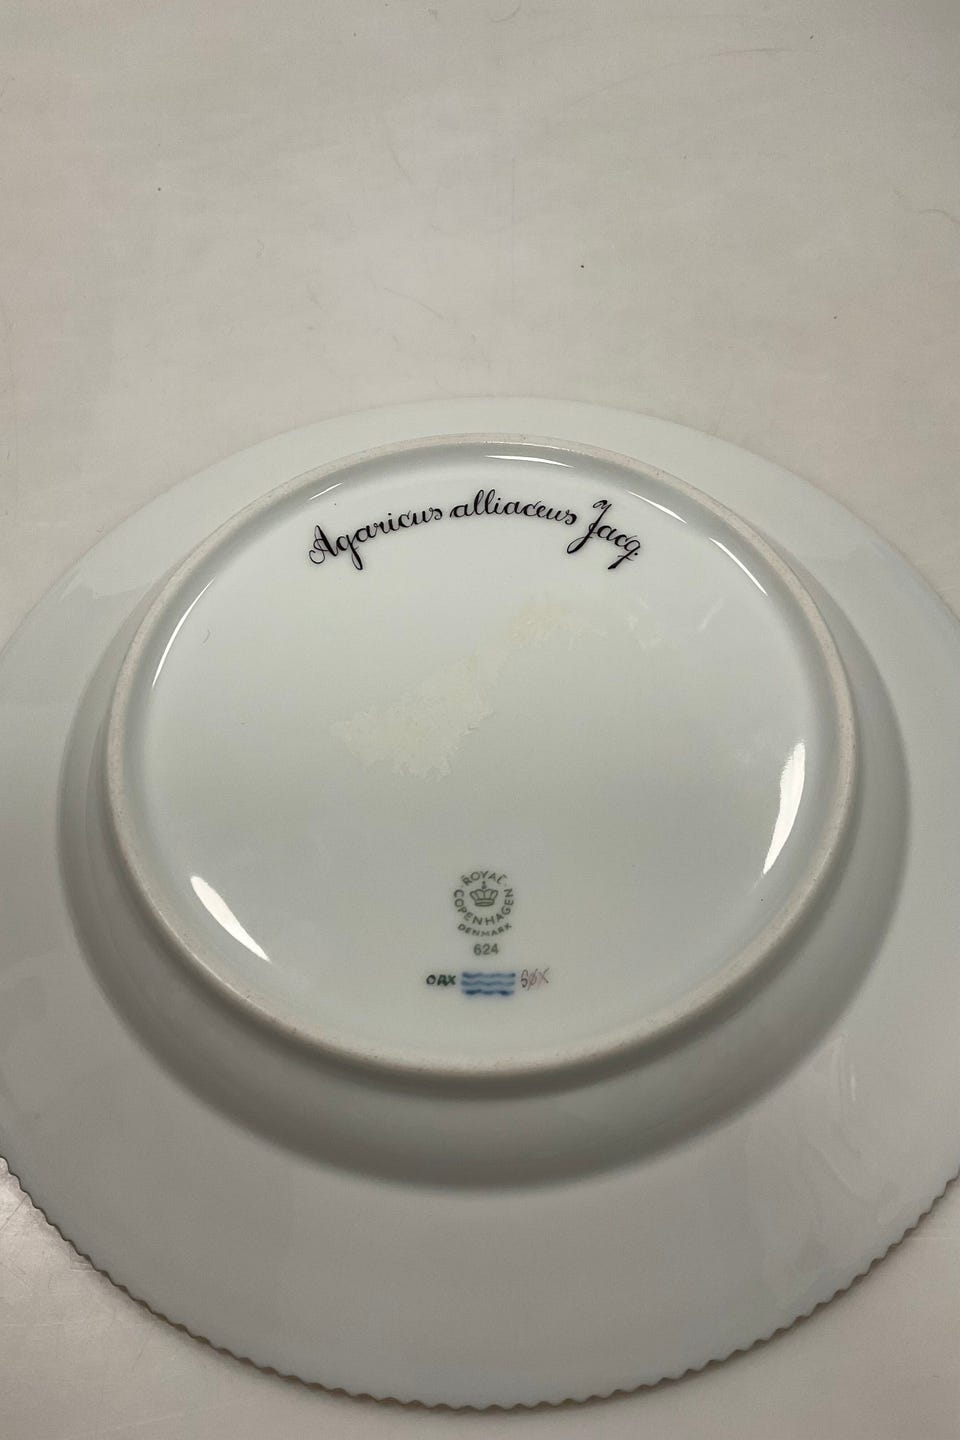 Agaricus alliaceus Jacq.
ROYAL COPENHAGEN
DENMARK
624